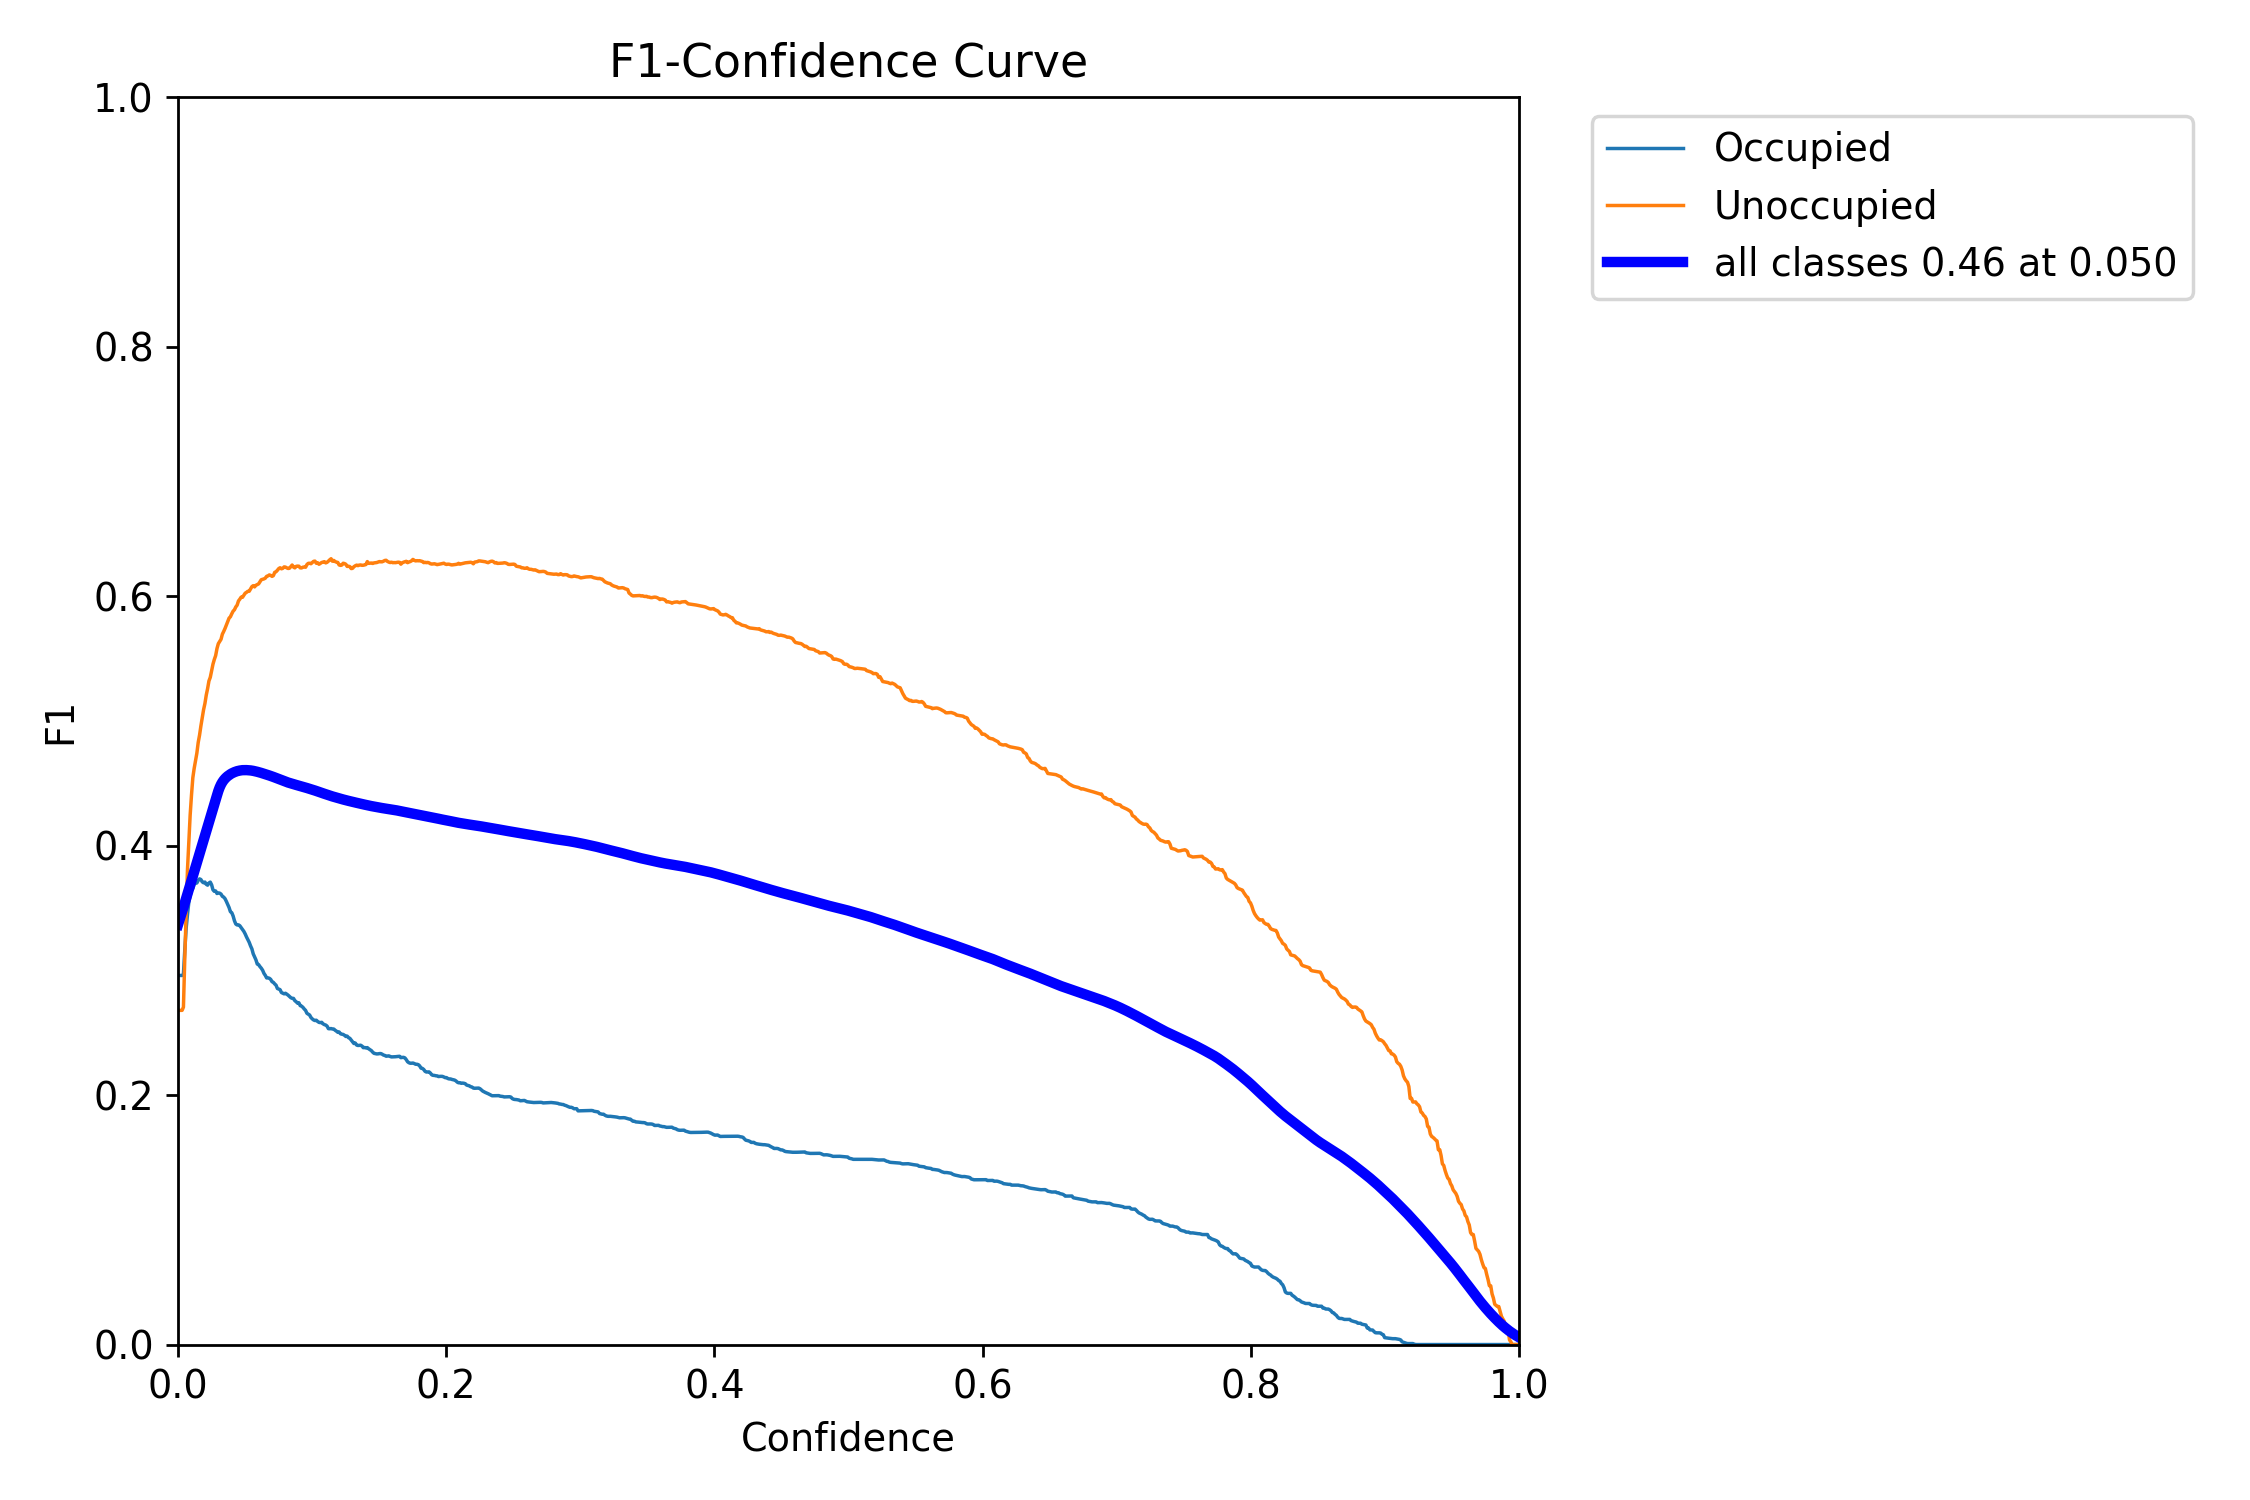 F1-Confidence Curve
1.0
0.8
0.6
0.4
0.2
0.0
F1
0.0 0.2 0.4 0.6 0.8 1.0
Confidence
Occupied
Unoccupied
all classes 0.46 at 0.050